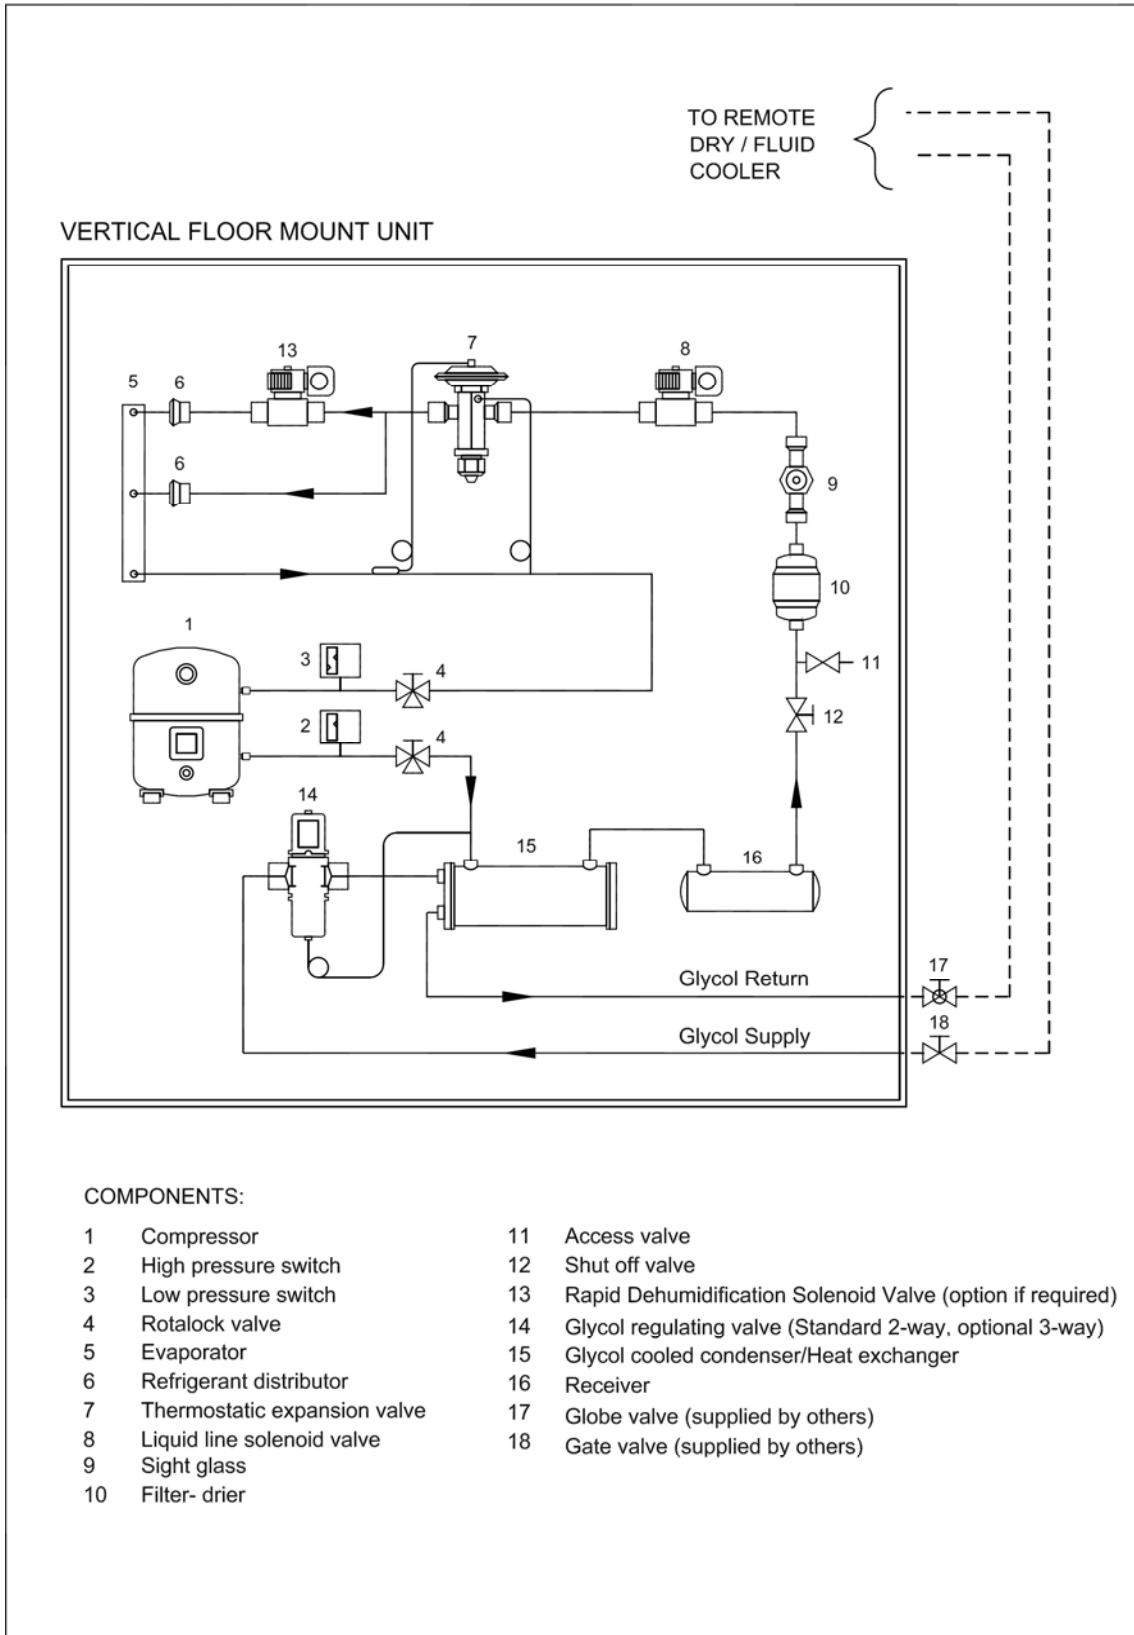 TO REMOTE
DRY / FLUID
COOLER
VERTICAL FLOOR MOUNT UNIT
13
7
8
5
6
6
9
10
1
3
4
11
2
4
12
14
15
16
Glycol Return
17
Glycol Supply
18
COMPONENTS:
1 Compressor
2 High pressure switch
3 Low pressure switch
4 Rotalock valve
5 Evaporator
6 Refrigerant distributor
7 Thermostatic expansion valve
8 Liquid line solenoid valve
9 Sight glass
10 Filter- drier
11 Access valve
12 Shut off valve
13 Rapid Dehumidification Solenoid Valve (option if required)
14 Glycol regulating valve (Standard 2-way, optional 3-way)
15 Glycol cooled condenser/Heat exchanger
16 Receiver
17 Globe valve (supplied by others)
18 Gate valve (supplied by others)